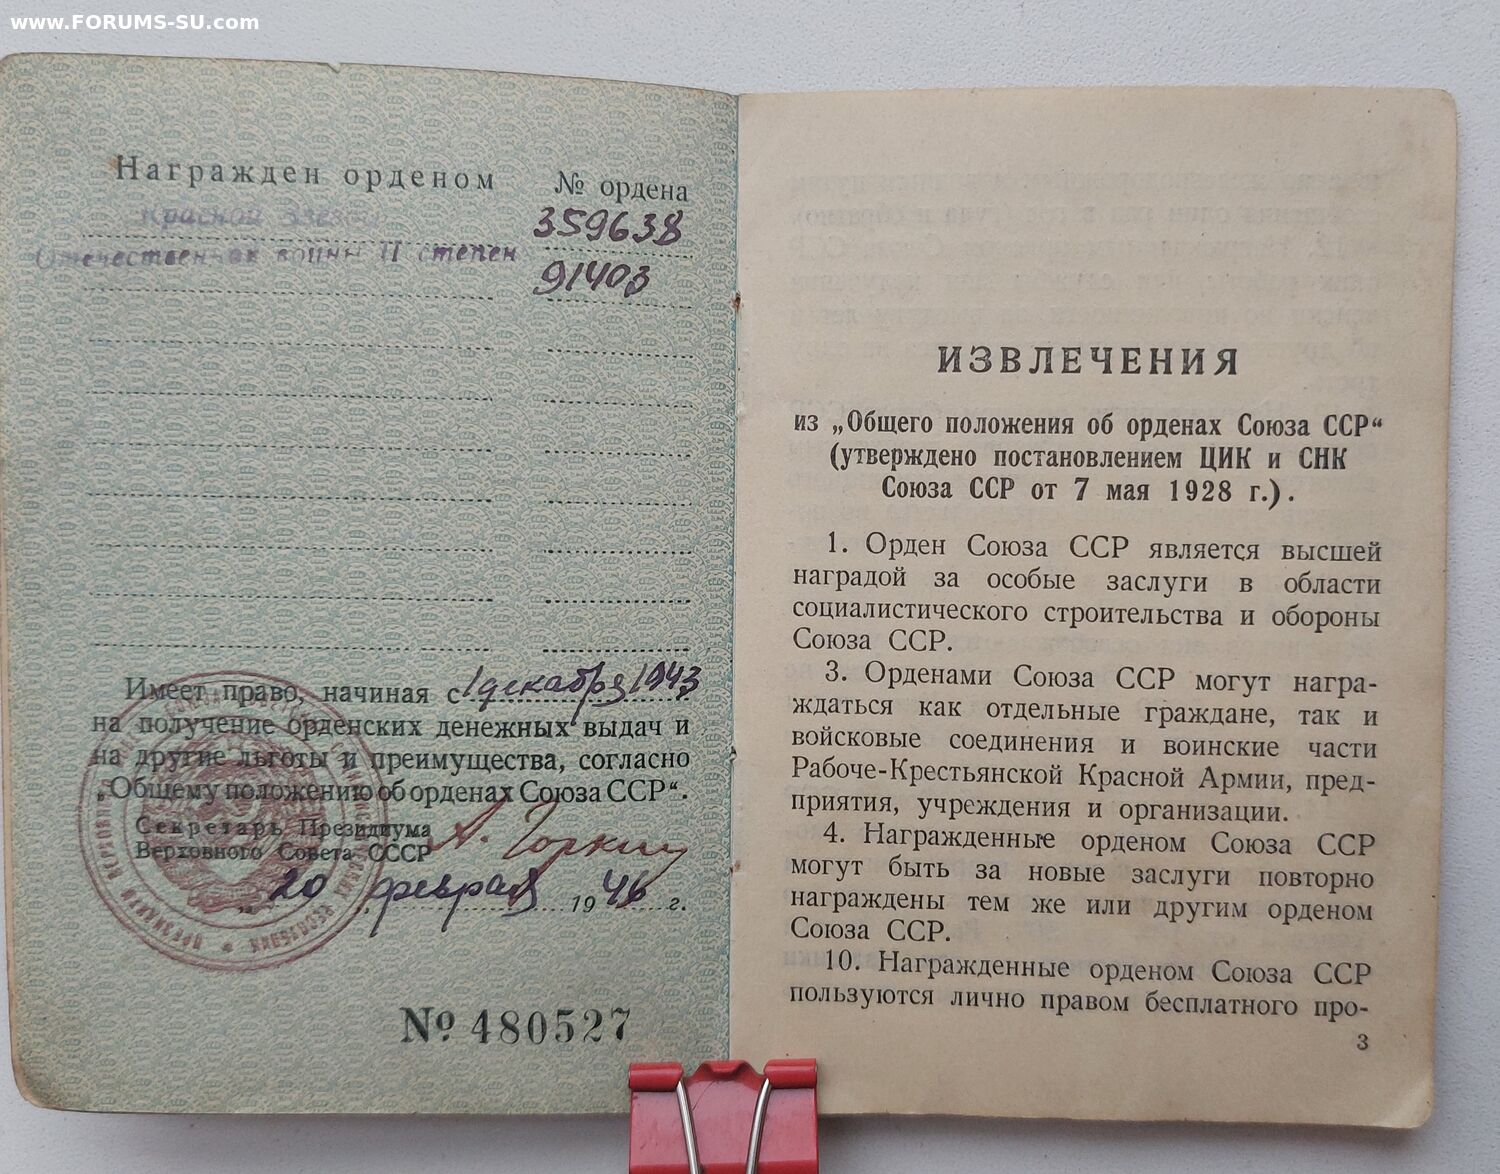 www.FORUMS-SU.com
Награжден орденом № ордена
Красной Звезды 359638
Отечественной войны II степен 91403
Имеет право, начиная с 1 декабря 1943
на получение орденских денежных выдач и
на другие льготы и преимущества, согласно
„Общему положению об орденах Союза ССР“.
Секретарь Президиума
Верховного Совета СССР А. Горкин
20 февраля 1946 г.
№ 480527
ИЗВЛЕЧЕНИЯ
из „Общего положения об орденах Союза ССР“
(утверждено постановлением ЦИК и СНК
Союза ССР от 7 мая 1928 г.).
1. Орден Союза ССР является высшей
наградой за особые заслуги в области
социалистического строительства и обороны
Союза ССР.
3. Орденами Союза ССР могут награ-
ждаться как отдельные граждане, так и
войсковые соединения и воинские части
Рабоче-Крестьянской Красной Армии, пред-
приятия, учреждения и организации.
4. Награжденные орденом Союза ССР
могут быть за новые заслуги повторно
награждены тем же или другим орденом
Союза ССР.
10. Награжденные орденом Союза ССР
пользуются лично правом бесплатного про-
3